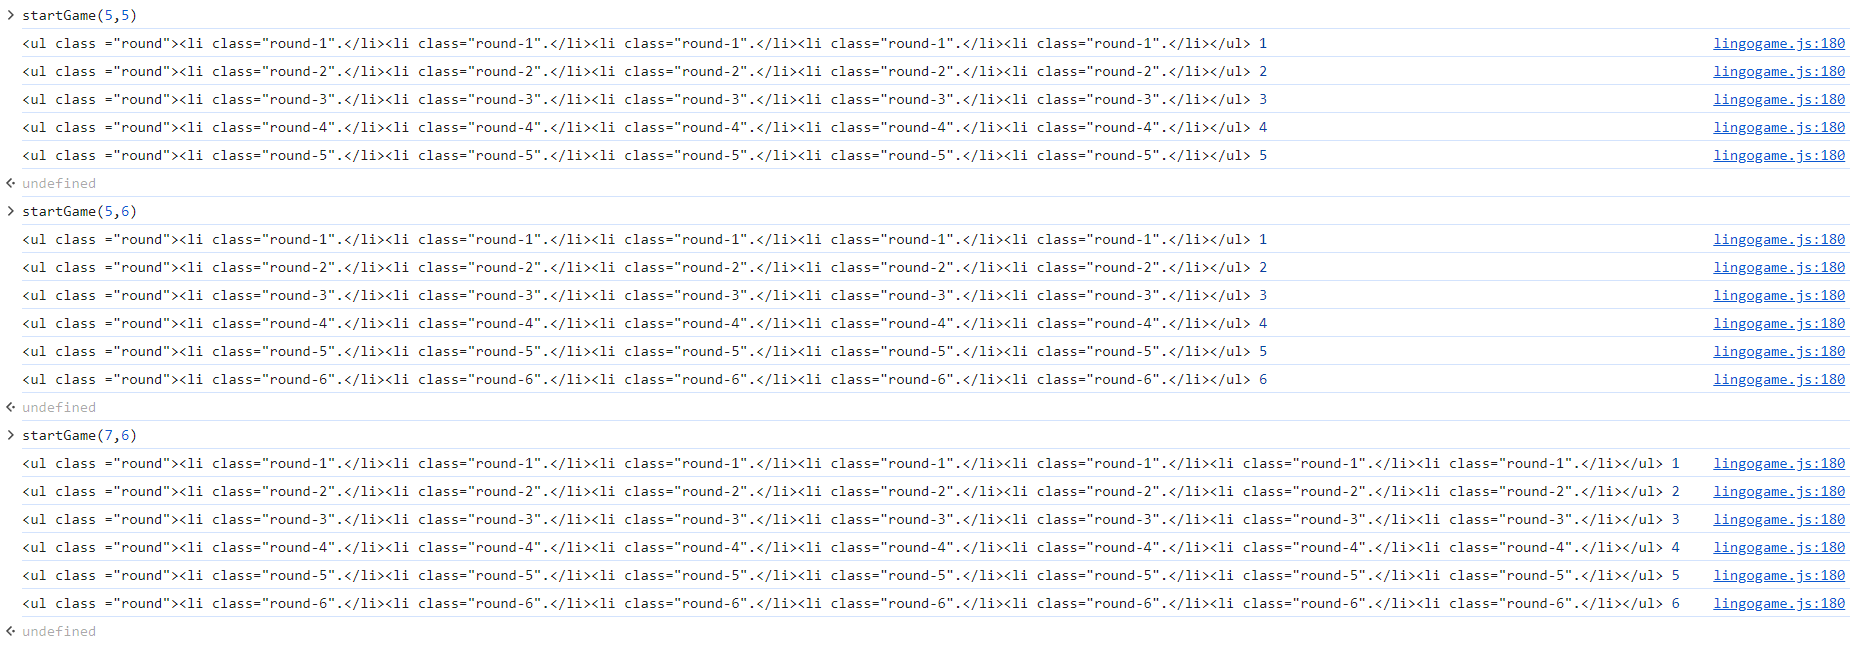 > startGame(5,5)
<ul class ="round"><li class="round-1".</li><li class="round-1".</li><li class="round-1".</li><li class="round-1".</li><li class="round-1".</li></ul> 1 lingogame.js:180
<ul class ="round"><li class="round-2".</li><li class="round-2".</li><li class="round-2".</li><li class="round-2".</li><li class="round-2".</li></ul> 2 lingogame.js:180
<ul class ="round"><li class="round-3".</li><li class="round-3".</li><li class="round-3".</li><li class="round-3".</li><li class="round-3".</li></ul> 3 lingogame.js:180
<ul class ="round"><li class="round-4".</li><li class="round-4".</li><li class="round-4".</li><li class="round-4".</li><li class="round-4".</li></ul> 4 lingogame.js:180
<ul class ="round"><li class="round-5".</li><li class="round-5".</li><li class="round-5".</li><li class="round-5".</li><li class="round-5".</li></ul> 5 lingogame.js:180
undefined
> startGame(5,6)
<ul class ="round"><li class="round-1".</li><li class="round-1".</li><li class="round-1".</li><li class="round-1".</li><li class="round-1".</li></ul> 1 lingogame.js:180
<ul class ="round"><li class="round-2".</li><li class="round-2".</li><li class="round-2".</li><li class="round-2".</li><li class="round-2".</li></ul> 2 lingogame.js:180
<ul class ="round"><li class="round-3".</li><li class="round-3".</li><li class="round-3".</li><li class="round-3".</li><li class="round-3".</li></ul> 3 lingogame.js:180
<ul class ="round"><li class="round-4".</li><li class="round-4".</li><li class="round-4".</li><li class="round-4".</li><li class="round-4".</li></ul> 4 lingogame.js:180
<ul class ="round"><li class="round-5".</li><li class="round-5".</li><li class="round-5".</li><li class="round-5".</li><li class="round-5".</li></ul> 5 lingogame.js:180
<ul class ="round"><li class="round-6".</li><li class="round-6".</li><li class="round-6".</li><li class="round-6".</li><li class="round-6".</li></ul> 6 lingogame.js:180
undefined
> startGame(7,6)
<ul class ="round"><li class="round-1".</li><li class="round-1".</li><li class="round-1".</li><li class="round-1".</li><li class="round-1".</li><li class="round-1".</li><li class="round-1".</li></ul> 1 lingogame.js:180
<ul class ="round"><li class="round-2".</li><li class="round-2".</li><li class="round-2".</li><li class="round-2".</li><li class="round-2".</li><li class="round-2".</li><li class="round-2".</li></ul> 2 lingogame.js:180
<ul class ="round"><li class="round-3".</li><li class="round-3".</li><li class="round-3".</li><li class="round-3".</li><li class="round-3".</li><li class="round-3".</li><li class="round-3".</li></ul> 3 lingogame.js:180
<ul class ="round"><li class="round-4".</li><li class="round-4".</li><li class="round-4".</li><li class="round-4".</li><li class="round-4".</li><li class="round-4".</li><li class="round-4".</li></ul> 4 lingogame.js:180
<ul class ="round"><li class="round-5".</li><li class="round-5".</li><li class="round-5".</li><li class="round-5".</li><li class="round-5".</li><li class="round-5".</li><li class="round-5".</li></ul> 5 lingogame.js:180
<ul class ="round"><li class="round-6".</li><li class="round-6".</li><li class="round-6".</li><li class="round-6".</li><li class="round-6".</li><li class="round-6".</li><li class="round-6".</li></ul> 6 lingogame.js:180
undefined